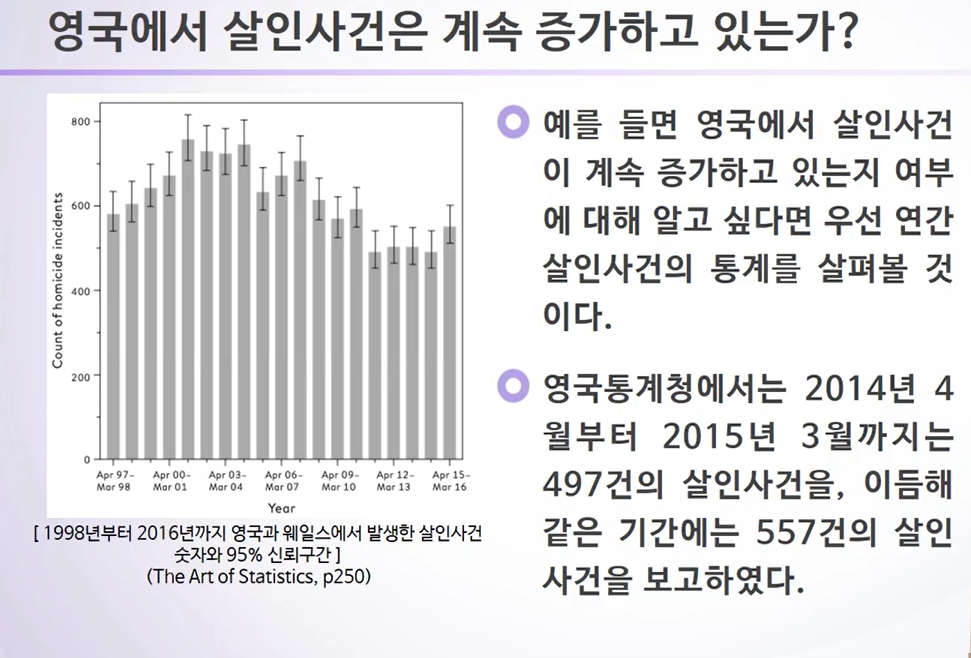 영국에서 살인사건은 계속 증가하고 있는가?
800
600
400
200
0
Count of homicide incidents
Apr 97-
Mar 98
Apr 00-
Mar 01
Apr 03-
Mar 04
Apr 06-
Mar 07
Apr 09-
Mar 10
Apr 12-
Mar 13
Apr 15-
Mar 16
Year
[ 1998년부터 2016년까지 영국과 웨일스에서 발생한 살인사건
숫자와 95% 신뢰구간 ]
(The Art of Statistics, p250)
예를 들면 영국에서 살인사건
이 계속 증가하고 있는지 여부
에 대해 알고 싶다면 우선 연간
살인사건의 통계를 살펴볼 것
이다.
영국통계청에서는 2014년 4
월부터 2015년 3월까지는
497건의 살인사건을, 이듬해
같은 기간에는 557건의 살인
사건을 보고하였다.